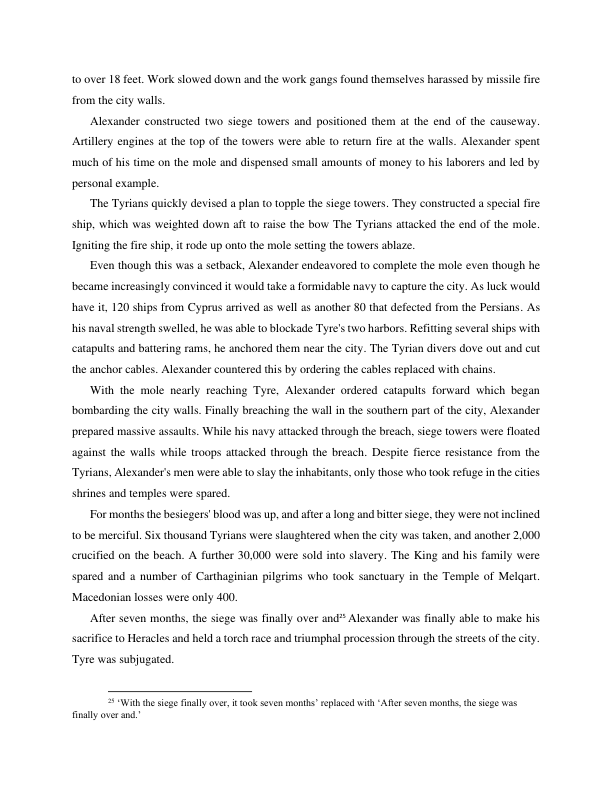 to over 18 feet. Work slowed down and the work gangs found themselves harassed by missile fire
from the city walls.
Alexander constructed two siege towers and positioned them at the end of the causeway.
Artillery engines at the top of the towers were able to return fire at the walls. Alexander spent
much of his time on the mole and dispensed small amounts of money to his laborers and led by
personal example.
The Tyrians quickly devised a plan to topple the siege towers. They constructed a special fire
ship, which was weighted down aft to raise the bow The Tyrians attacked the end of the mole.
Igniting the fire ship, it rode up onto the mole setting the towers ablaze.
Even though this was a setback, Alexander endeavored to complete the mole even though he
became increasingly convinced it would take a formidable navy to capture the city. As luck would
have it, 120 ships from Cyprus arrived as well as another 80 that defected from the Persians. As
his naval strength swelled, he was able to blockade Tyre's two harbors. Refitting several ships with
catapults and battering rams, he anchored them near the city. The Tyrian divers dove out and cut
the anchor cables. Alexander countered this by ordering the cables replaced with chains.
With the mole nearly reaching Tyre, Alexander ordered catapults forward which began
bombarding the city walls. Finally breaching the wall in the southern part of the city, Alexander
prepared massive assaults. While his navy attacked through the breach, siege towers were floated
against the walls while troops attacked through the breach. Despite fierce resistance from the
Tyrians, Alexander's men were able to slay the inhabitants, only those who took refuge in the cities
shrines and temples were spared.
For months the besiegers' blood was up, and after a long and bitter siege, they were not inclined
to be merciful. Six thousand Tyrians were slaughtered when the city was taken, and another 2,000
crucified on the beach. A further 30,000 were sold into slavery. The King and his family were
spared and a number of Carthaginian pilgrims who took sanctuary in the Temple of Melqart.
Macedonian losses were only 400.
After seven months, the siege was finally over and²⁵ Alexander was finally able to make his
sacrifice to Heracles and held a torch race and triumphal procession through the streets of the city.
Tyre was subjugated.
²⁵ ‘With the siege finally over, it took seven months’ replaced with ‘After seven months, the siege was
finally over and.’